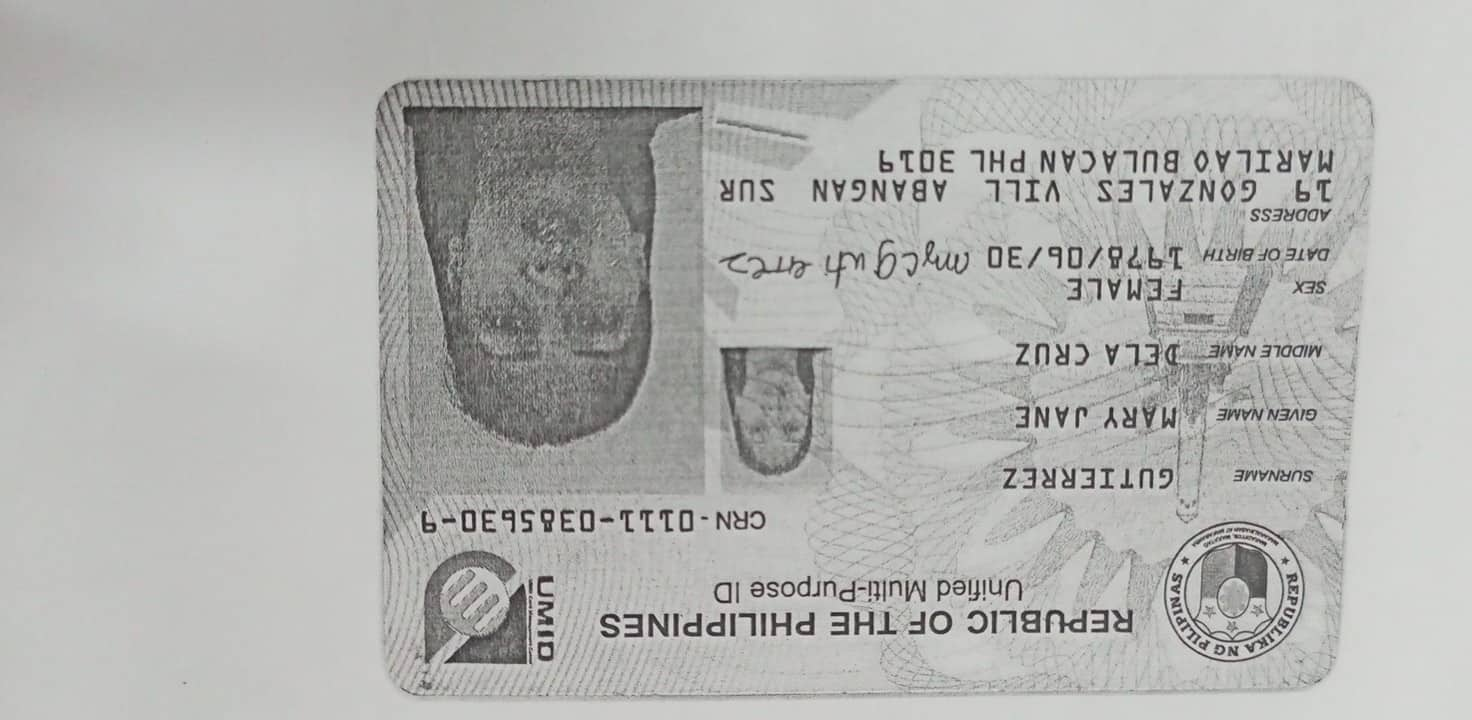 REPUBLIC OF THE PHILIPPINES
Unified Multi-Purpose ID
REPUBLIKA NG PILIPINAS
UMID
CRN - 0111-0385630-9
SURNAME GUTIERREZ
GIVEN NAME MARY JANE
MIDDLE NAME DELA CRUZ
SEX FEMALE
DATE OF BIRTH 1978/06/30
ADDRESS
19 GONZALES VILL ABANGAN SUR
MARILAO BULACAN PHL 3019